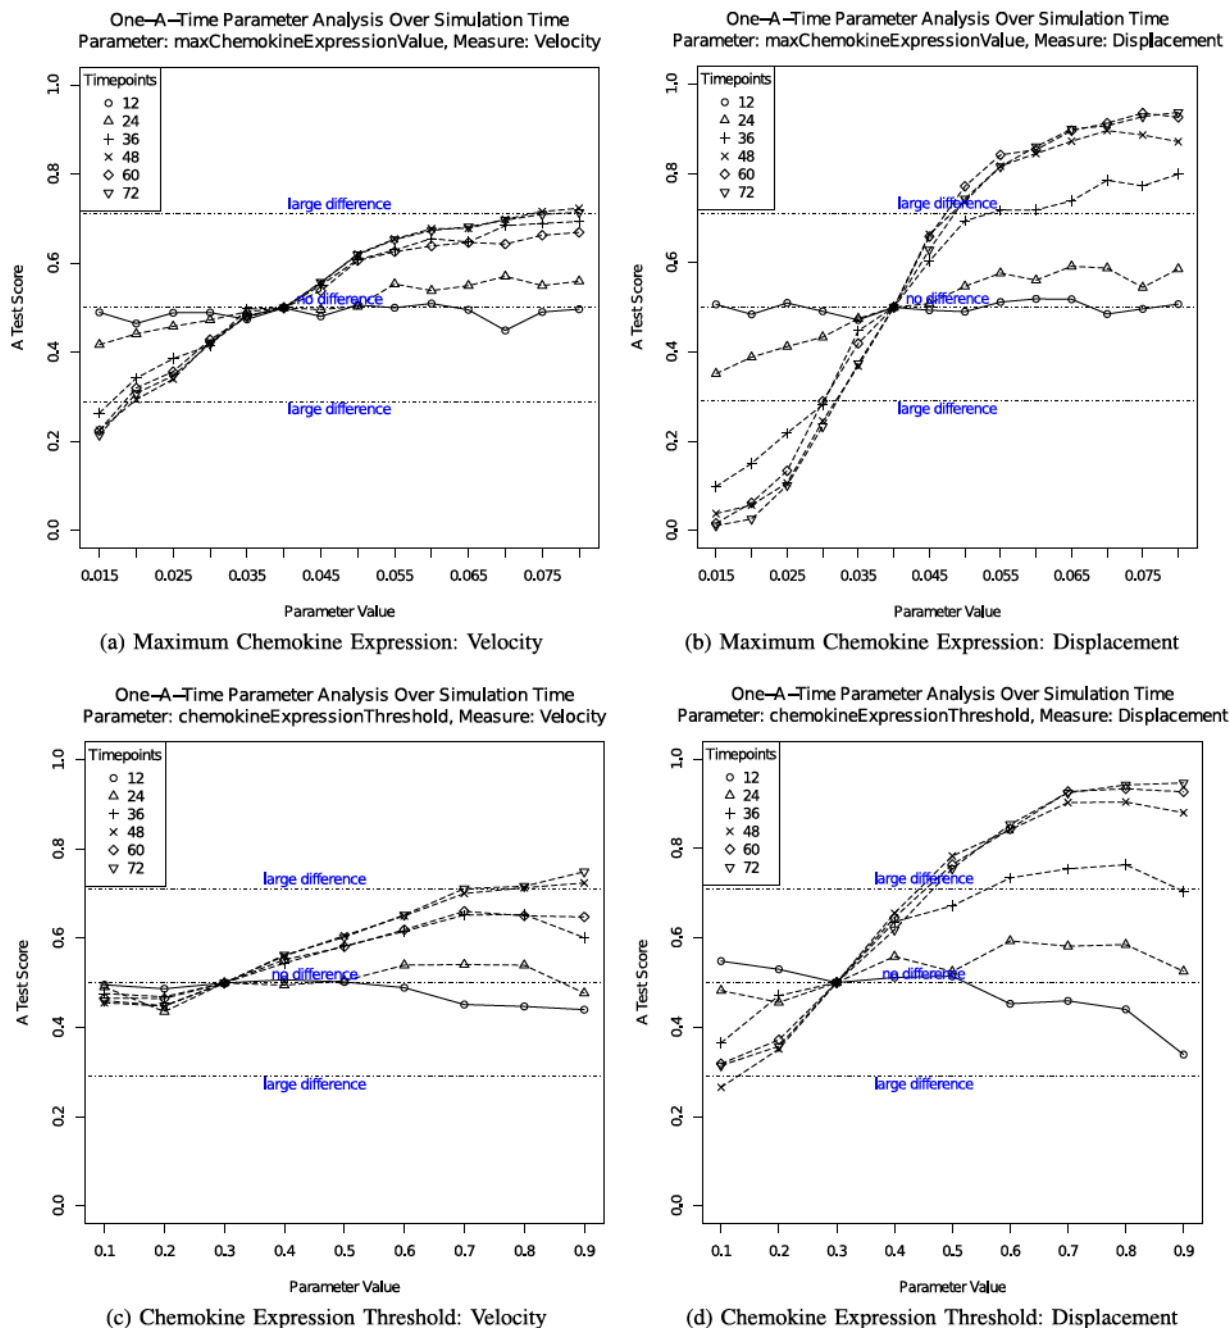 One–A–Time Parameter Analysis Over Simulation Time
Parameter: maxChemokineExpressionValue, Measure: Velocity
Timepoints
12
24
36
48
60
72
large difference
no difference
large difference
A Test Score
0.0
0.2
0.4
0.6
0.8
1.0
0.015
0.025
0.035
0.045
0.055
0.065
0.075
Parameter Value
(a) Maximum Chemokine Expression: Velocity
One–A–Time Parameter Analysis Over Simulation Time
Parameter: maxChemokineExpressionValue, Measure: Displacement
Timepoints
12
24
36
48
60
72
large difference
no difference
large difference
A Test Score
0.0
0.2
0.4
0.6
0.8
1.0
0.015
0.025
0.035
0.045
0.055
0.065
0.075
Parameter Value
(b) Maximum Chemokine Expression: Displacement
One–A–Time Parameter Analysis Over Simulation Time
Parameter: chemokineExpressionThreshold, Measure: Velocity
Timepoints
12
24
36
48
60
72
large difference
no difference
large difference
A Test Score
0.0
0.2
0.4
0.6
0.8
1.0
0.1
0.2
0.3
0.4
0.5
0.6
0.7
0.8
0.9
Parameter Value
(c) Chemokine Expression Threshold: Velocity
One–A–Time Parameter Analysis Over Simulation Time
Parameter: chemokineExpressionThreshold, Measure: Displacement
Timepoints
12
24
36
48
60
72
large difference
no difference
large difference
A Test Score
0.0
0.2
0.4
0.6
0.8
1.0
0.1
0.2
0.3
0.4
0.5
0.6
0.7
0.8
0.9
Parameter Value
(d) Chemokine Expression Threshold: Displacement